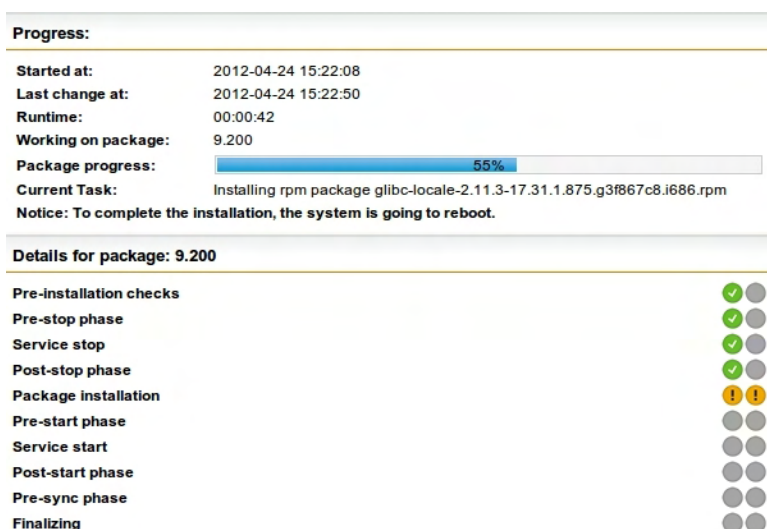 Progress:
Started at: 2012-04-24 15:22:08
Last change at: 2012-04-24 15:22:50
Runtime: 00:00:42
Working on package: 9.200
Package progress: 55%
Current Task: Installing rpm package glibc-locale-2.11.3-17.31.1.875.g3f867c8.i686.rpm
Notice: To complete the installation, the system is going to reboot.
Details for package: 9.200
Pre-installation checks
Pre-stop phase
Service stop
Post-stop phase
Package installation ! !
Pre-start phase
Service start
Post-start phase
Pre-sync phase
Finalizing